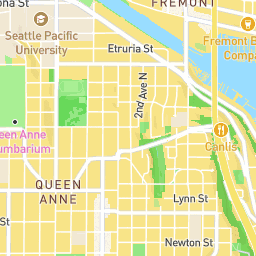 ona St
FREMONT
Seattle Pacific
University
Etruria St
Fremont B
Compa
2nd Ave N
een Anne
umbarium
Canlis
QUEEN
ANNE
Lynn St
Newton St